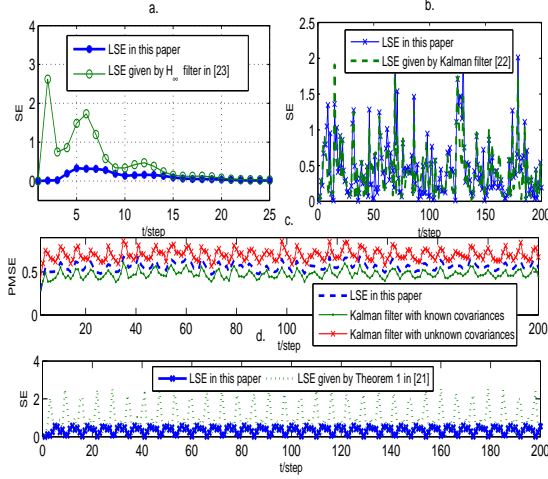 a.
SE
4
3
2
1
0
LSE in this paper
LSE given by H∞ filter in [23]
5 10 15 20 25
t/step
b.
SE
2.5
2
1.5
1
0.5
0
LSE in this paper
LSE given by Kalman filter [22]
0 50 100 150 200
t/step
c.
PMSE
0.5
0
LSE in this paper
Kalman filter with known covariances
Kalman filter with unknown covariances
20 40 60 80 100 200
t/step
d.
SE
4
2
0
LSE in this paper
LSE given by Theorem 1 in [21]
0 20 40 60 80 100 120 140 160 180 200
t/step